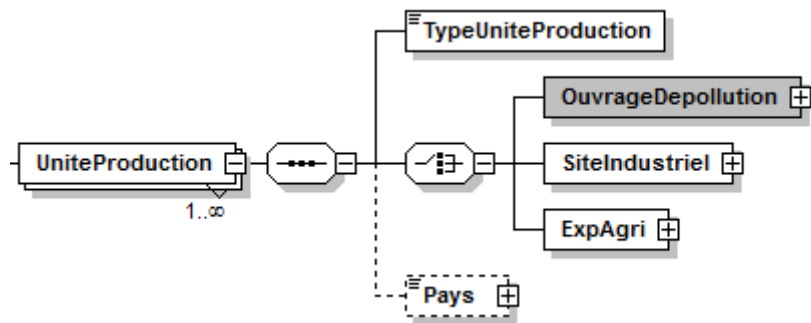 TypeUniteProduction
OuvrageDepollution
UniteProduction
SiteIndustriel
1..∞
ExpAgri
Pays